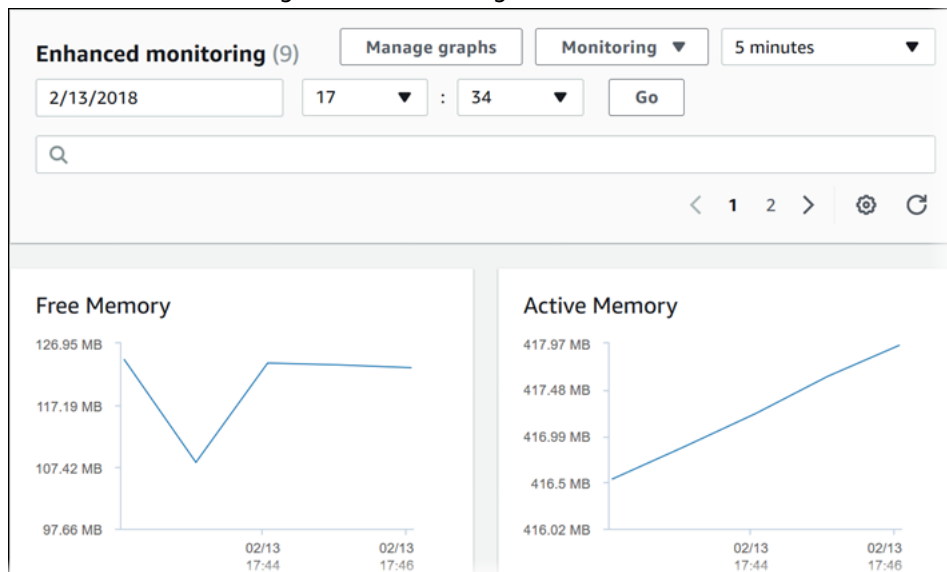 Enhanced monitoring (9) Manage graphs Monitoring 5 minutes
2/13/2018 17 : 34 Go
1 2
Free Memory
126.95 MB
117.19 MB
107.42 MB
97.66 MB
02/13 02/13
17:44 17:46
Active Memory
417.97 MB
417.48 MB
416.99 MB
416.5 MB
416.02 MB
02/13 02/13
17:44 17:46